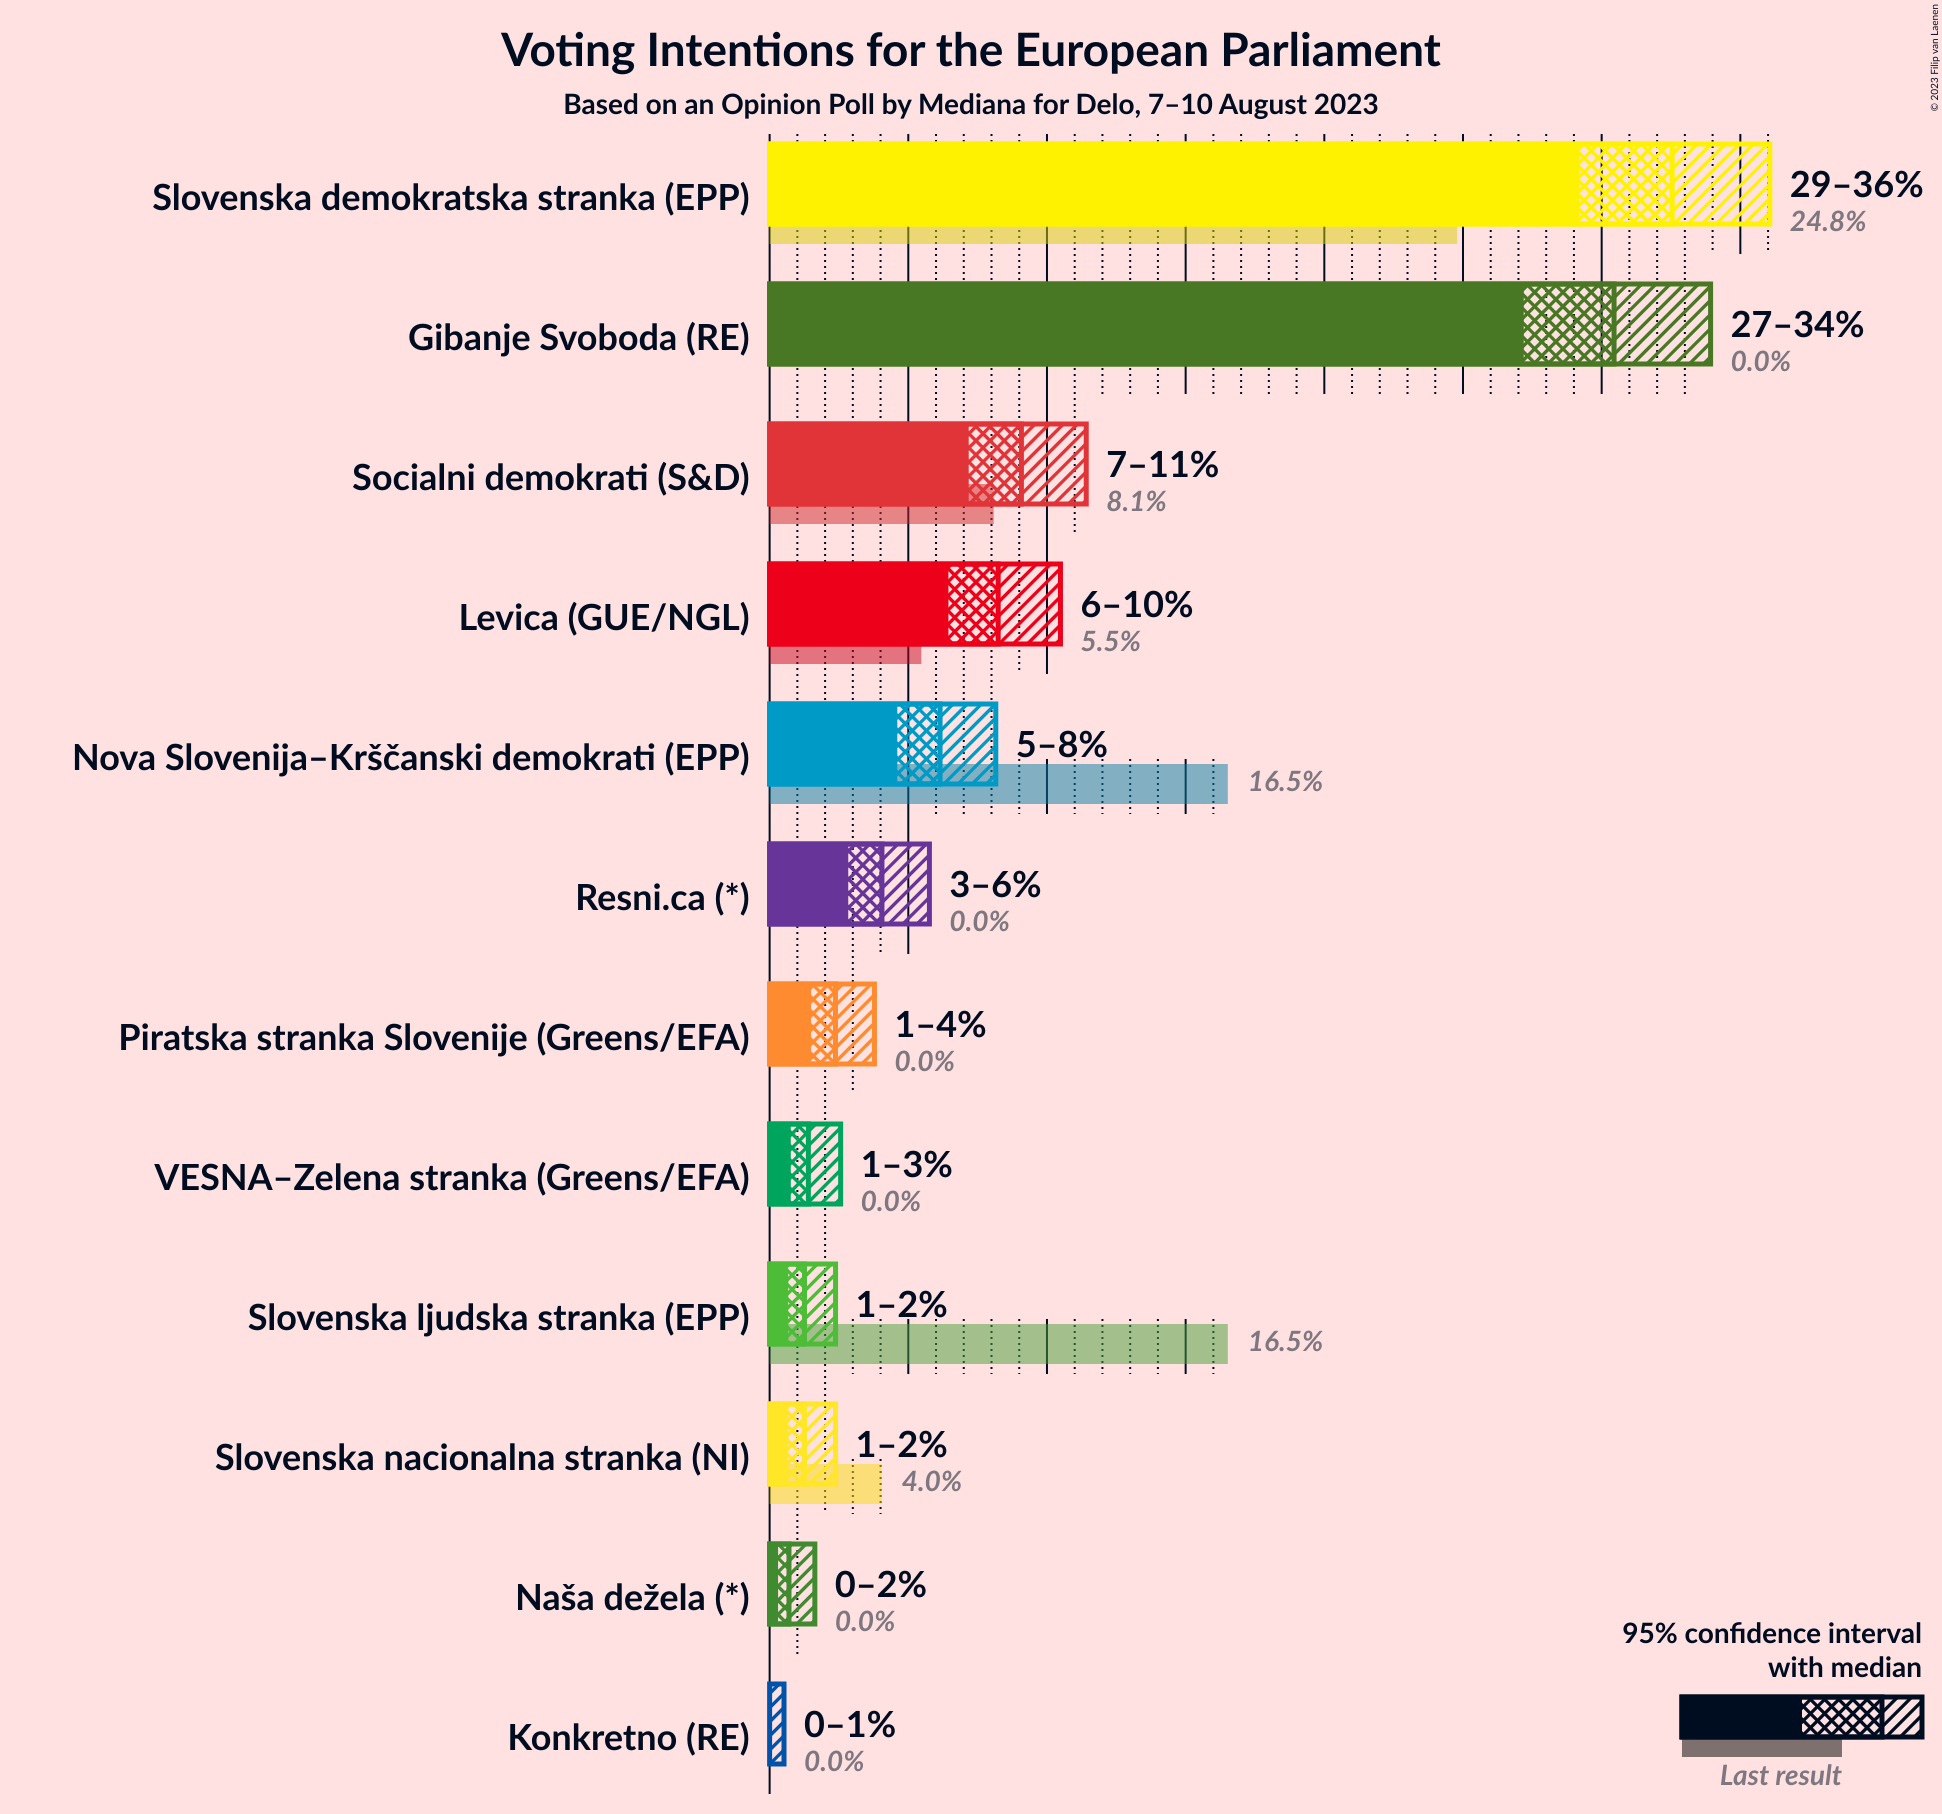 Voting Intentions for the European Parliament
Based on an Opinion Poll by Mediana for Delo, 7–10 August 2023
© 2023 Filip van Laenen
Slovenska demokratska stranka (EPP)
29–36%
24.8%
Gibanje Svoboda (RE)
27–34%
0.0%
Socialni demokrati (S&D)
7–11%
8.1%
Levica (GUE/NGL)
6–10%
5.5%
Nova Slovenija–Krščanski demokrati (EPP)
5–8%
16.5%
Resni.ca (*)
3–6%
0.0%
Piratska stranka Slovenije (Greens/EFA)
1–4%
0.0%
VESNA–Zelena stranka (Greens/EFA)
1–3%
0.0%
Slovenska ljudska stranka (EPP)
1–2%
16.5%
Slovenska nacionalna stranka (NI)
1–2%
4.0%
Naša dežela (*)
0–2%
0.0%
Konkretno (RE)
0–1%
0.0%
95% confidence interval
with median
Last result